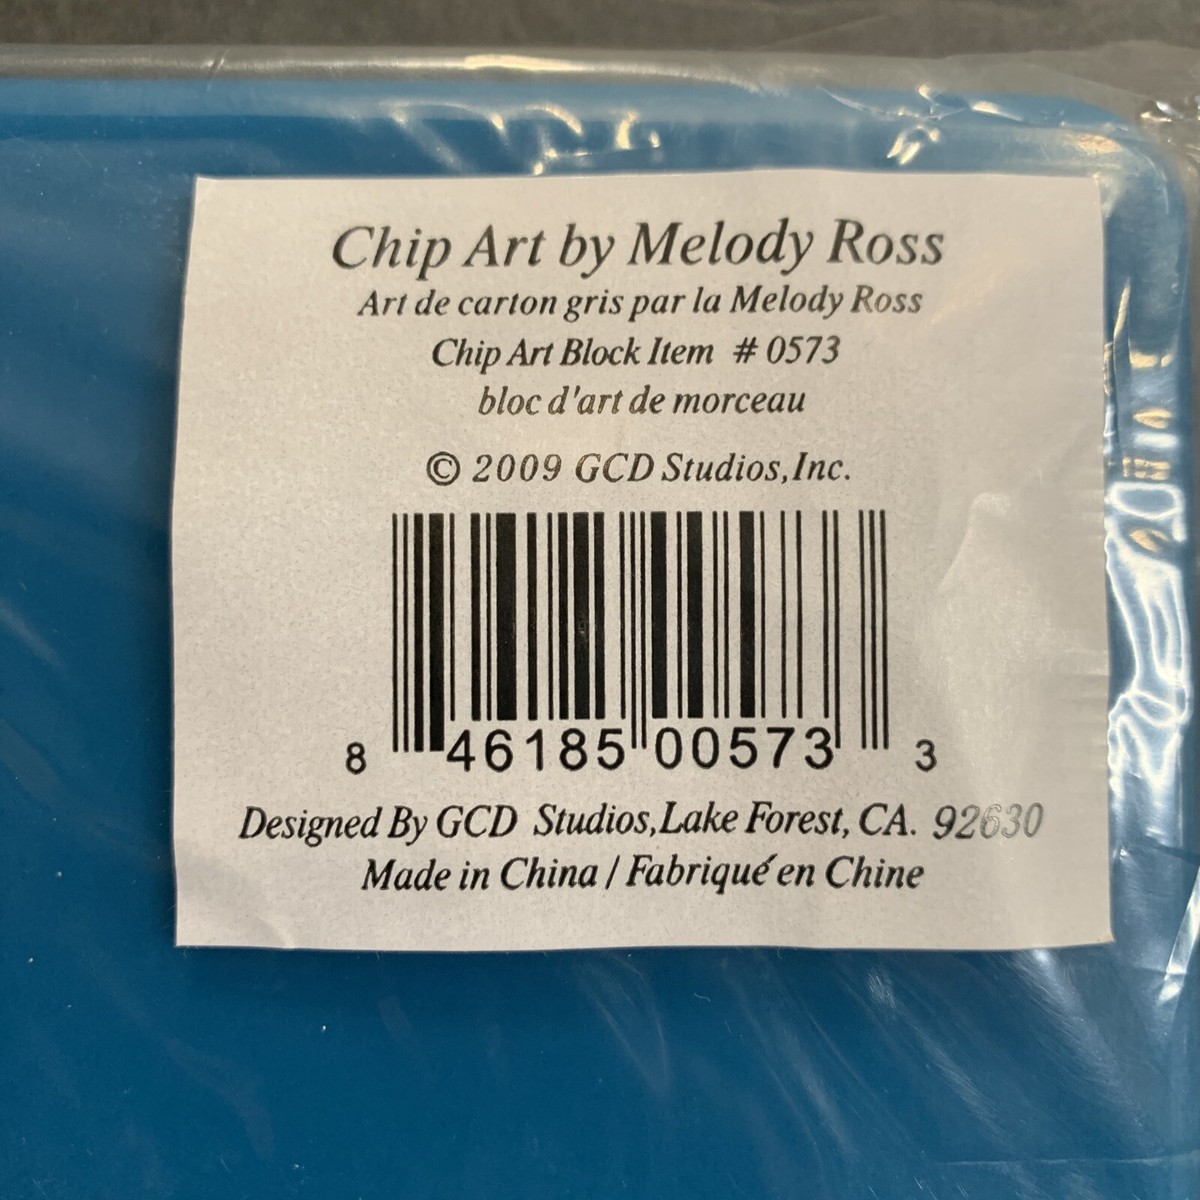 Chip Art by Melody Ross
Art de carton gris par la Melody Ross
Chip Art Block Item # 0573
bloc d'art de morceau
© 2009 GCD Studios,Inc.
8 46185 00573 3
Designed By GCD Studios,Lake Forest, CA. 92630
Made in China / Fabriqué en Chine